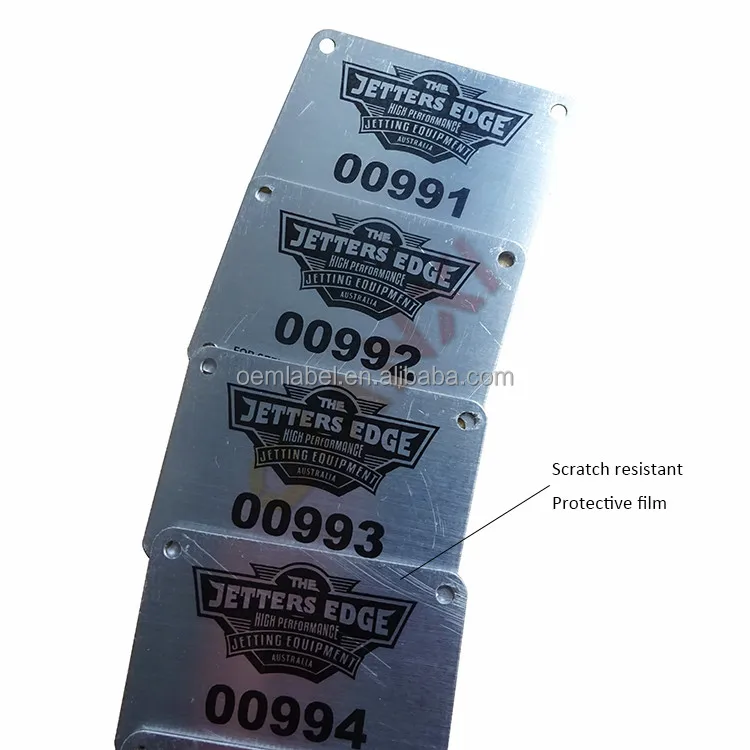 THE
JETTERS EDGE
HIGH PERFORMANCE
JETTING EQUIPMENT
AUSTRALIA
00991
THE
JETTERS EDGE
HIGH PERFORMANCE
JETTING EQUIPMENT
AUSTRALIA
00992
oemlabel.en.alibaba.com
THE
JETTERS EDGE
HIGH PERFORMANCE
JETTING EQUIPMENT
AUSTRALIA
00993
Scratch resistant
Protective film
THE
JETTERS EDGE
HIGH PERFORMANCE
JETTING EQUIPMENT
AUSTRALIA
00994